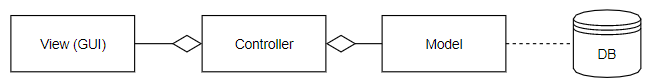 View (GUI)
Controller
Model
DB